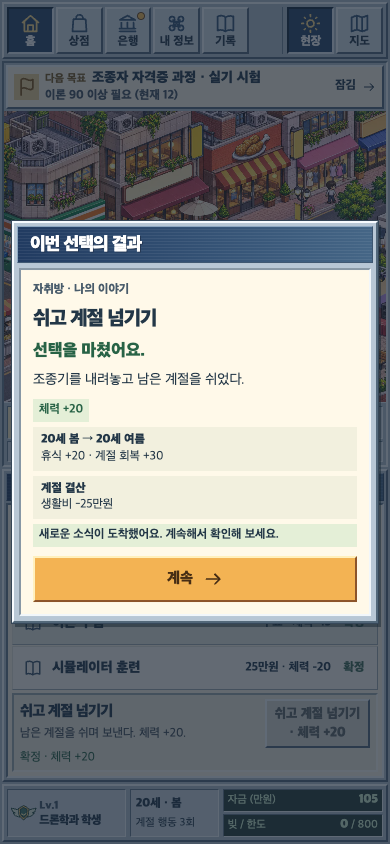 홈
상점
은행
내 정보
기록
현장
지도
다음 목표 조종자 자격증 과정 · 실기 시험
이론 90 이상 필요 (현재 12)
잠김 →
이번 선택의 결과
자취방 · 나의 이야기
쉬고 계절 넘기기
선택을 마쳤어요.
조종기를 내려놓고 남은 계절을 쉬었다.
체력 +20
20세 봄 → 20세 여름
휴식 +20 · 계절 회복 +30
계절 결산
생활비 -25만원
새로운 소식이 도착했어요. 계속해서 확인해 보세요.
계속 →
시뮬레이터 훈련
25만원 · 체력 -20 확정
쉬고 계절 넘기기
남은 계절을 쉬며 보낸다. 체력 +20.
확정 · 체력 +20
쉬고 계절 넘기기
· 체력 +20
Lv.1
드론학과 학생
20세 · 봄
계절 행동 3회
자금 (만원) 105
빚 / 한도 0 / 800